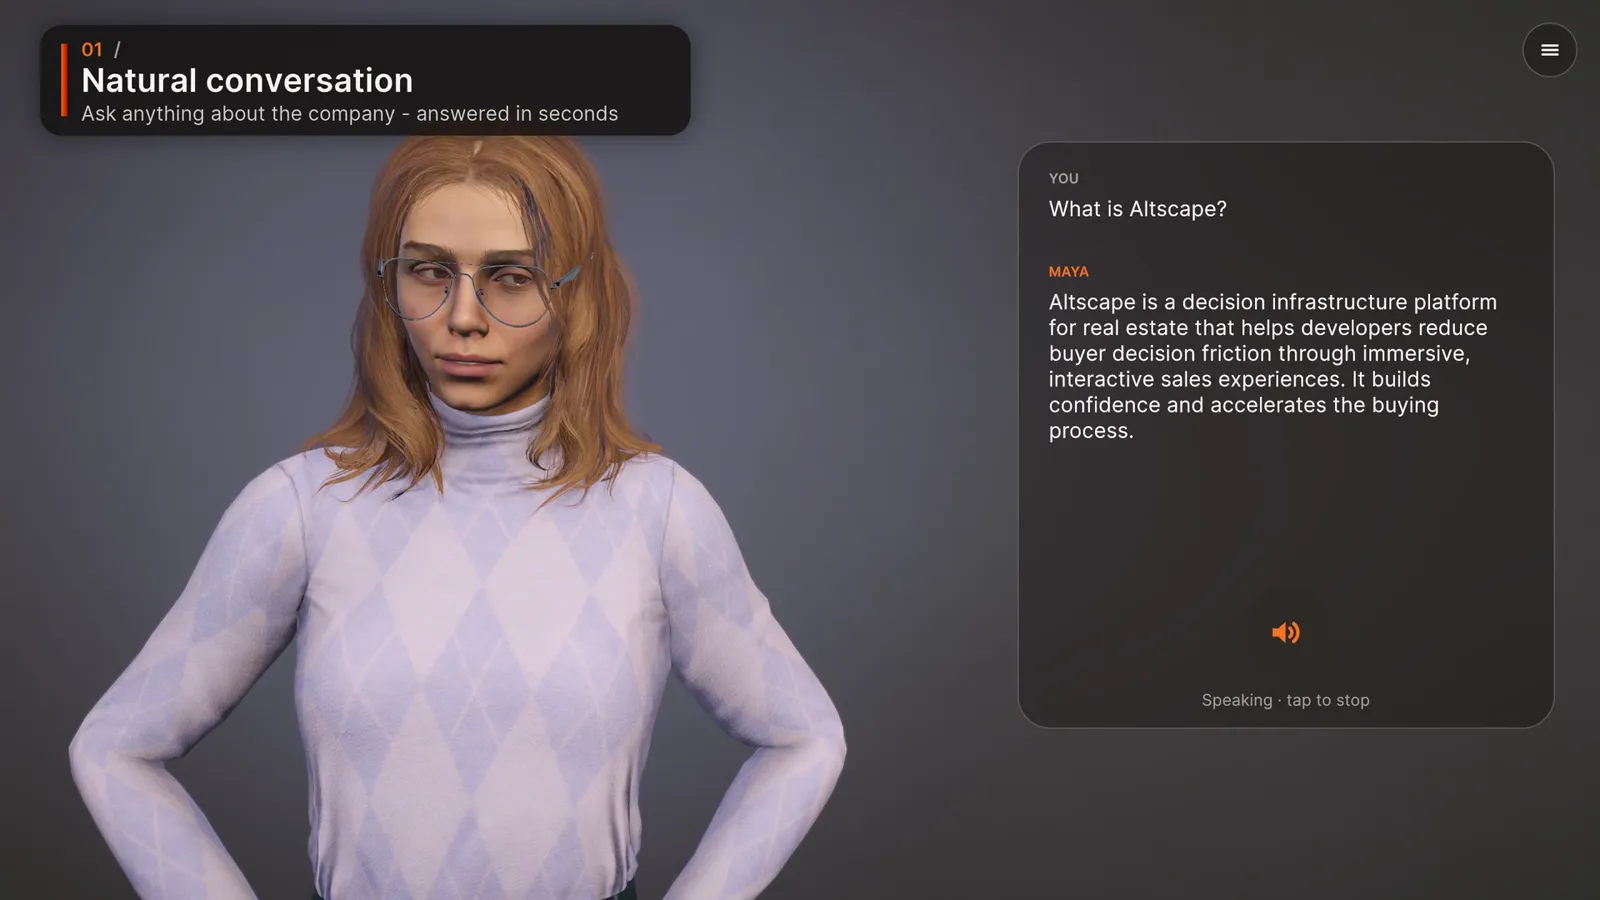 01 /
Natural conversation
Ask anything about the company - answered in seconds
YOU
What is Altscape?
MAYA
Altscape is a decision infrastructure platform
for real estate that helps developers reduce
buyer decision friction through immersive,
interactive sales experiences. It builds
confidence and accelerates the buying
process.
Speaking · tap to stop